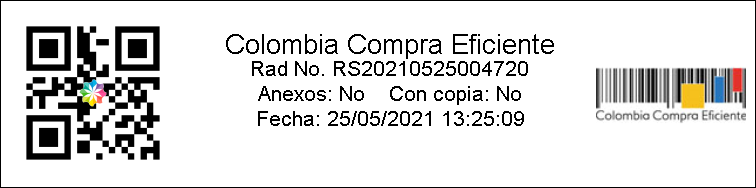 Colombia Compra Eficiente
Rad No. RS20210525004720
Anexos: No Con copia: No
Fecha: 25/05/2021 13:25:09
Colombia Compra Eficiente